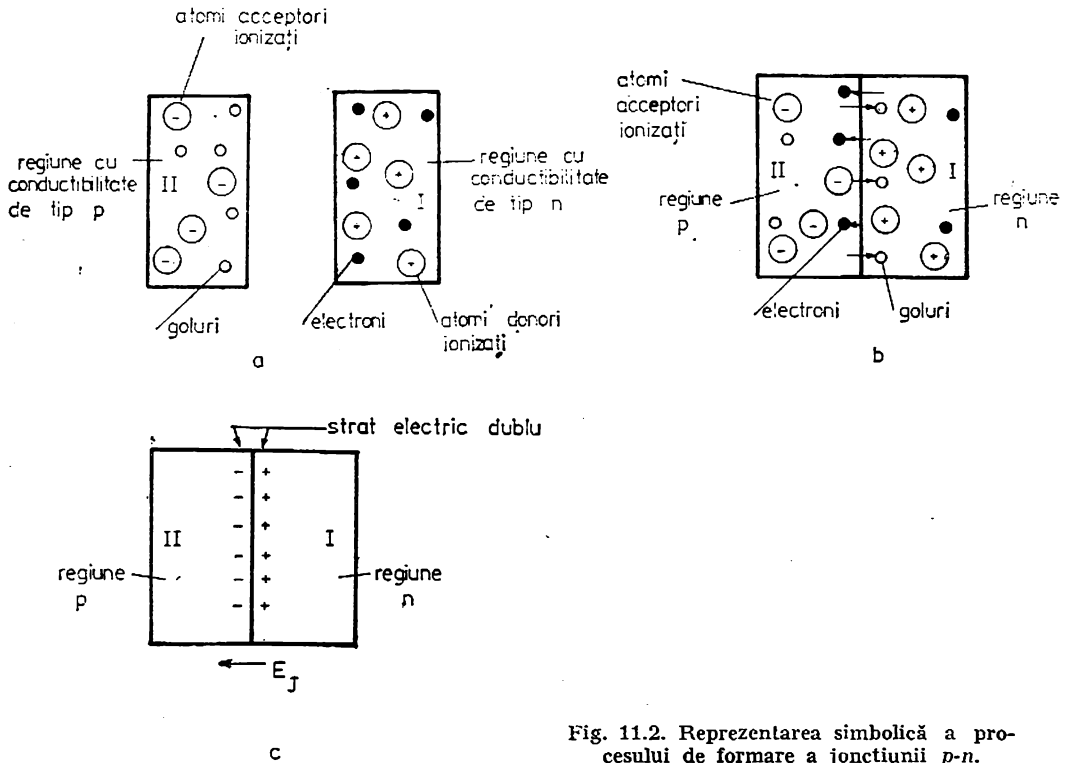 atomi acceptori
ionizați
regiune cu
conductibilitate
de tip p
II
goluri
a
regiune cu
conductibilitate
de tip n
I
electroni
atomi donori
ionizați
atomi
acceptori
ionizați
II
regiune
p
I
regiune
n
electroni
goluri
b
strat electric dublu
II
I
regiune
p
regiune
n
E_J
c
Fig. 11.2. Reprezentarea simbolică a pro-
cesului de formare a joncțiunii p-n.